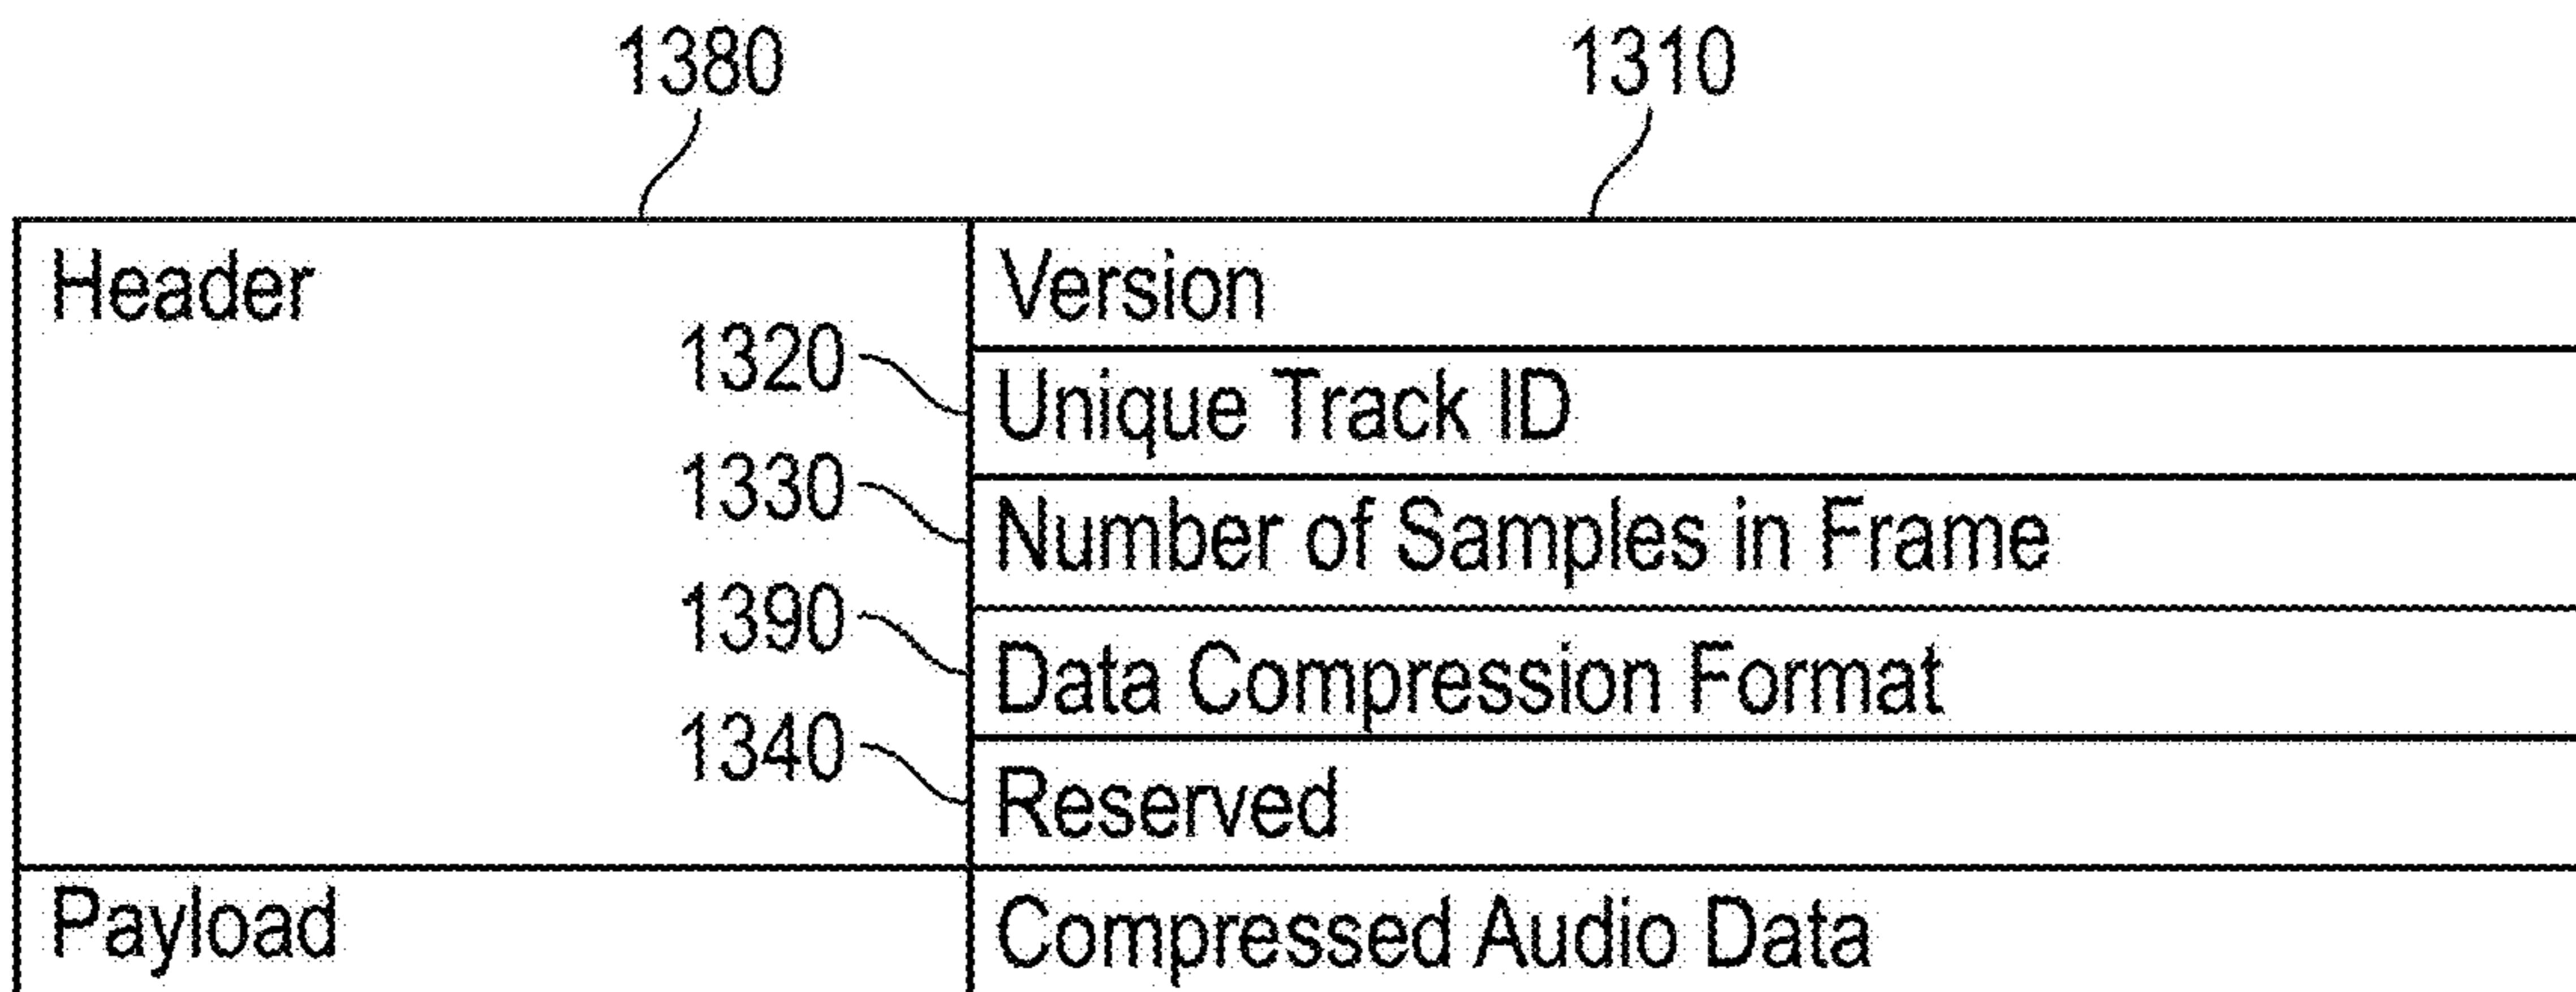 1380 1310
Header Version
1320 Unique Track ID
1330 Number of Samples in Frame
1390 Data Compression Format
1340 Reserved
Payload Compressed Audio Data